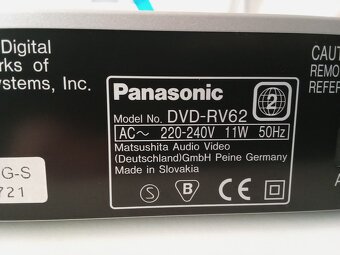 Digital
rks of
ystems, Inc.
G-S
721
Panasonic
Model No. DVD-RV62
2
AC～ 220-240V 11W 50Hz
Matsushita Audio Video
(Deutschland)GmbH Peine Germany
Made in Slovakia
S
B
CAUT
REMO
REFER